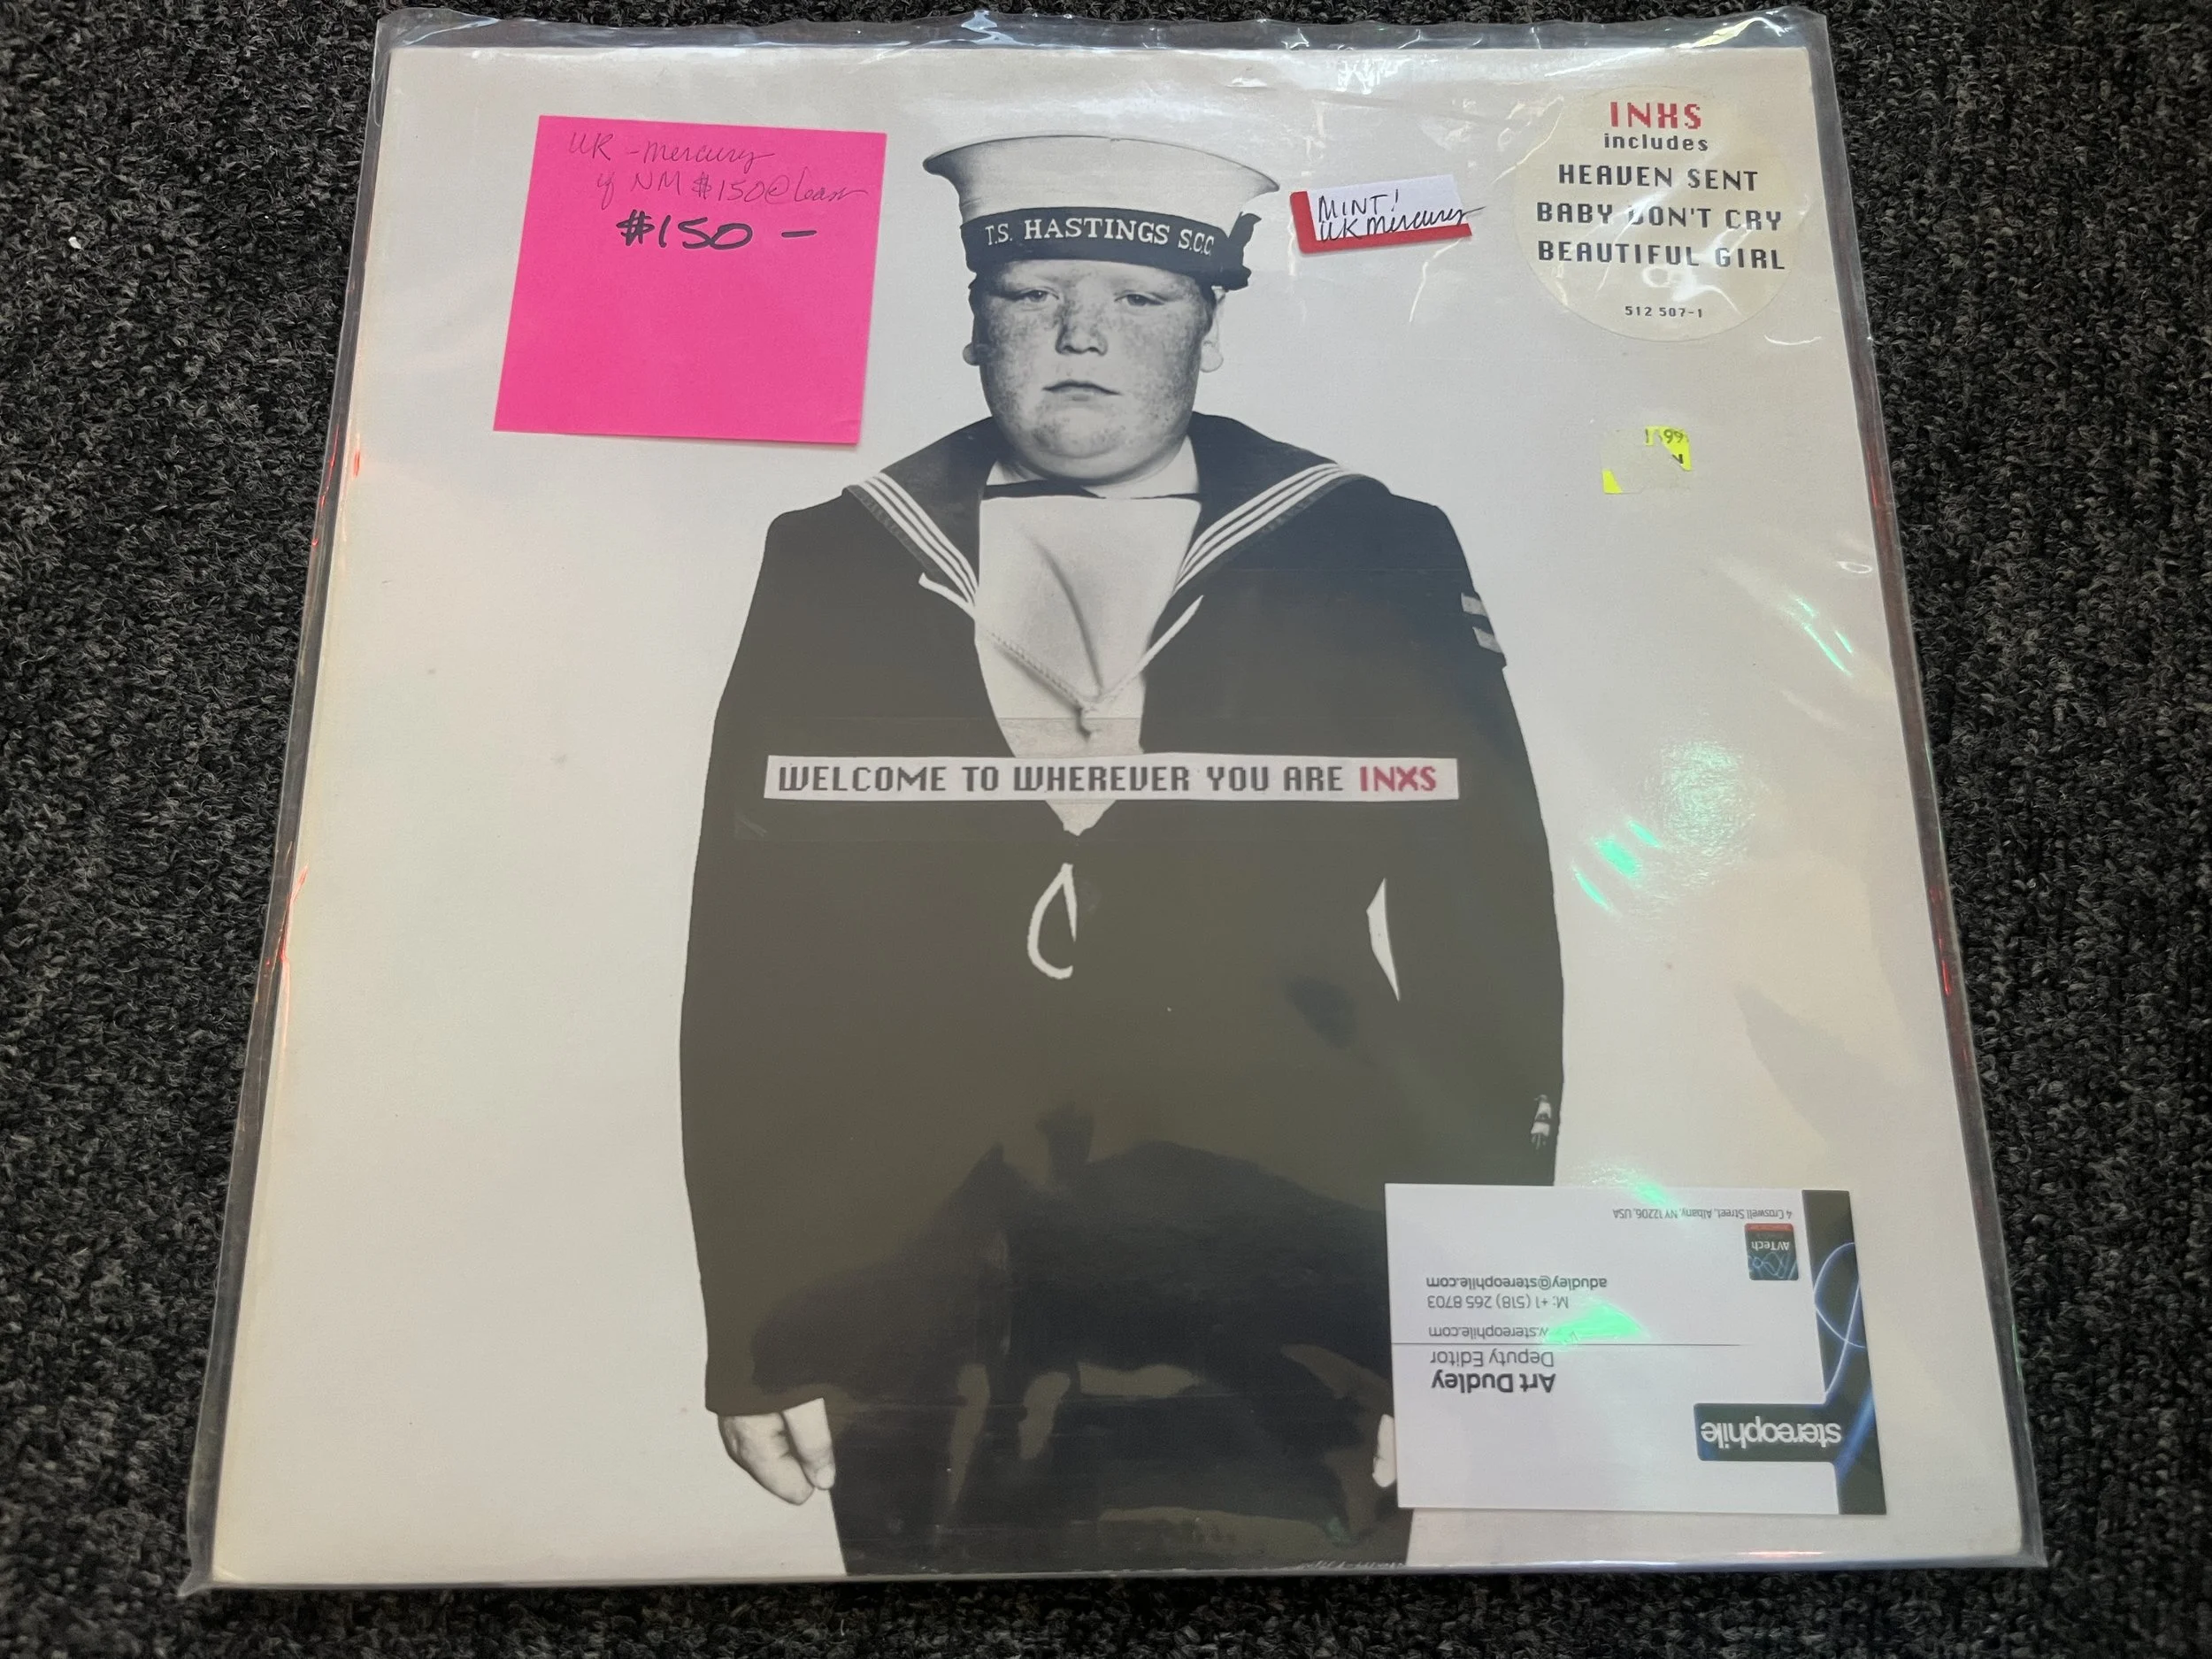 UK - mercury
if NM $150 @ least
$150 -
T.S. HASTINGS S.C.C.
MINT!
UK mercury
INXS
includes
HEAVEN SENT
BABY DON'T CRY
BEAUTIFUL GIRL
512 507-1
WELCOME TO WHEREVER YOU ARE INXS
stereophile
Art Dudley
Deputy Editor
w.stereophile.com
M: +1 (518) 265 8703
adudley@stereophile.com
AVTech
4 Croswell Street, Albany, NY 12206, USA